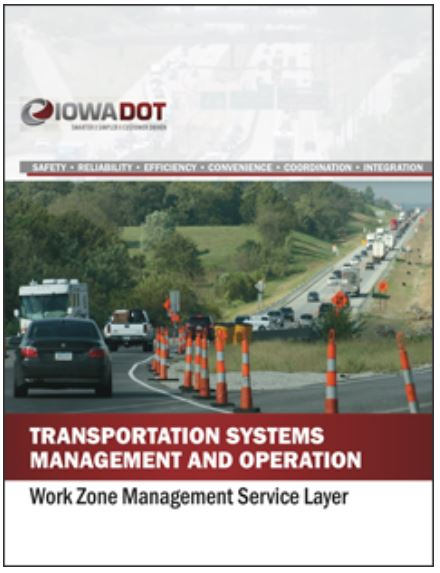 IOWADOT
SMARTER I SIMPLER I CUSTOMER DRIVEN
SAFETY • RELIABILITY • EFFICIENCY • CONVENIENCE • COORDINATION • INTEGRATION
TRANSPORTATION SYSTEMS
MANAGEMENT AND OPERATION
Work Zone Management Service Layer